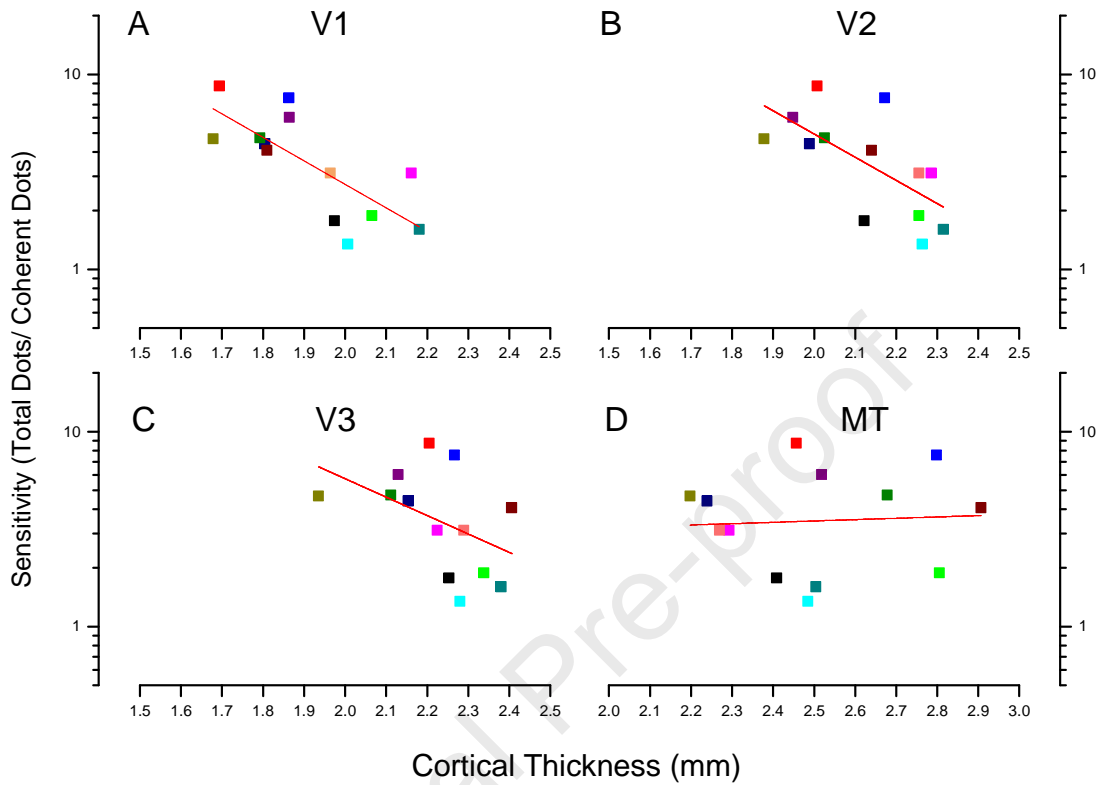 A V1
B V2
10
10
1
1
1.5 1.6 1.7 1.8 1.9 2.0 2.1 2.2 2.3 2.4 2.5
1.5 1.6 1.7 1.8 1.9 2.0 2.1 2.2 2.3 2.4 2.5
C V3
D MT
10
10
1
1
1.5 1.6 1.7 1.8 1.9 2.0 2.1 2.2 2.3 2.4 2.5
2.0 2.1 2.2 2.3 2.4 2.5 2.6 2.7 2.8 2.9 3.0
Sensitivity (Total Dots/ Coherent Dots)
Cortical Thickness (mm)
Pre-proof